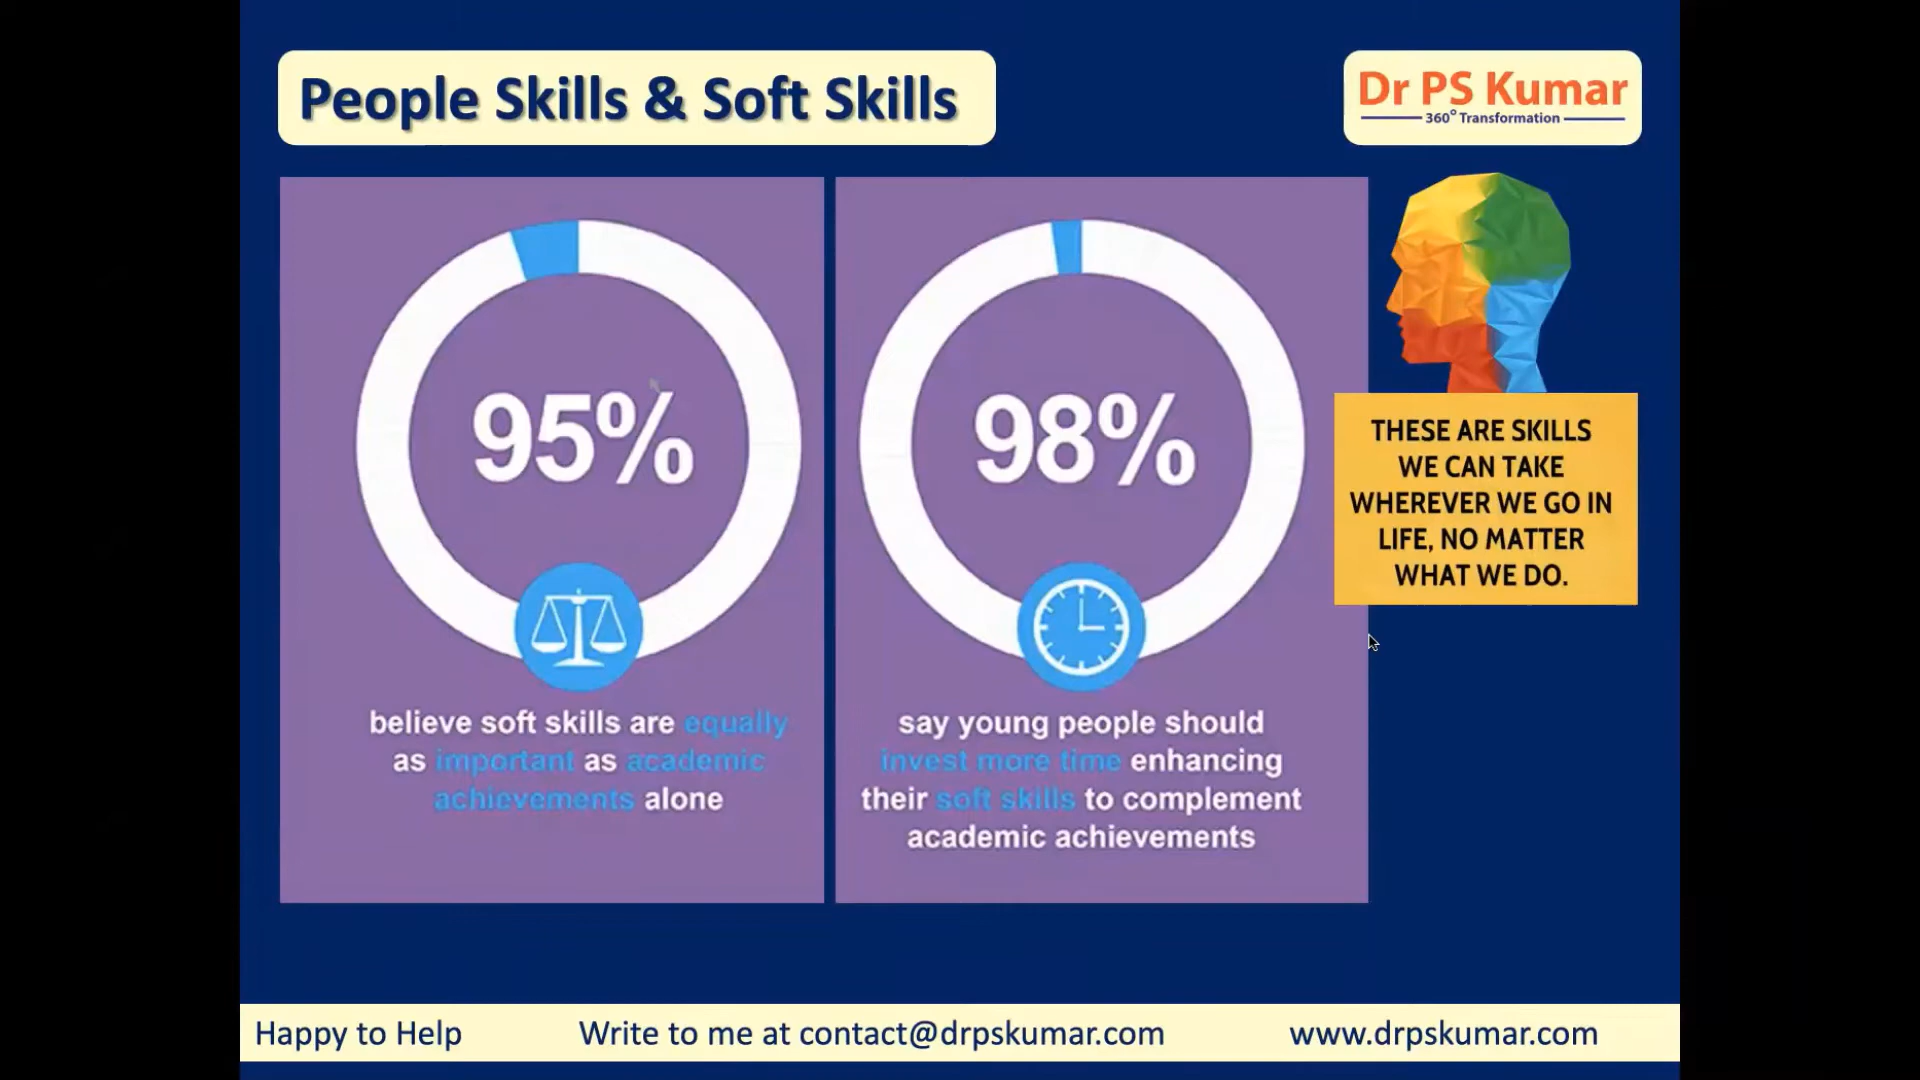 People Skills & Soft Skills
Dr PS Kumar
360° Transformation
95%
believe soft skills are equally
as important as academic
achievements alone
98%
say young people should
invest more time enhancing
their soft skills to complement
academic achievements
THESE ARE SKILLS
WE CAN TAKE
WHEREVER WE GO IN
LIFE, NO MATTER
WHAT WE DO.
Happy to Help
Write to me at contact@drpskumar.com
www.drpskumar.com